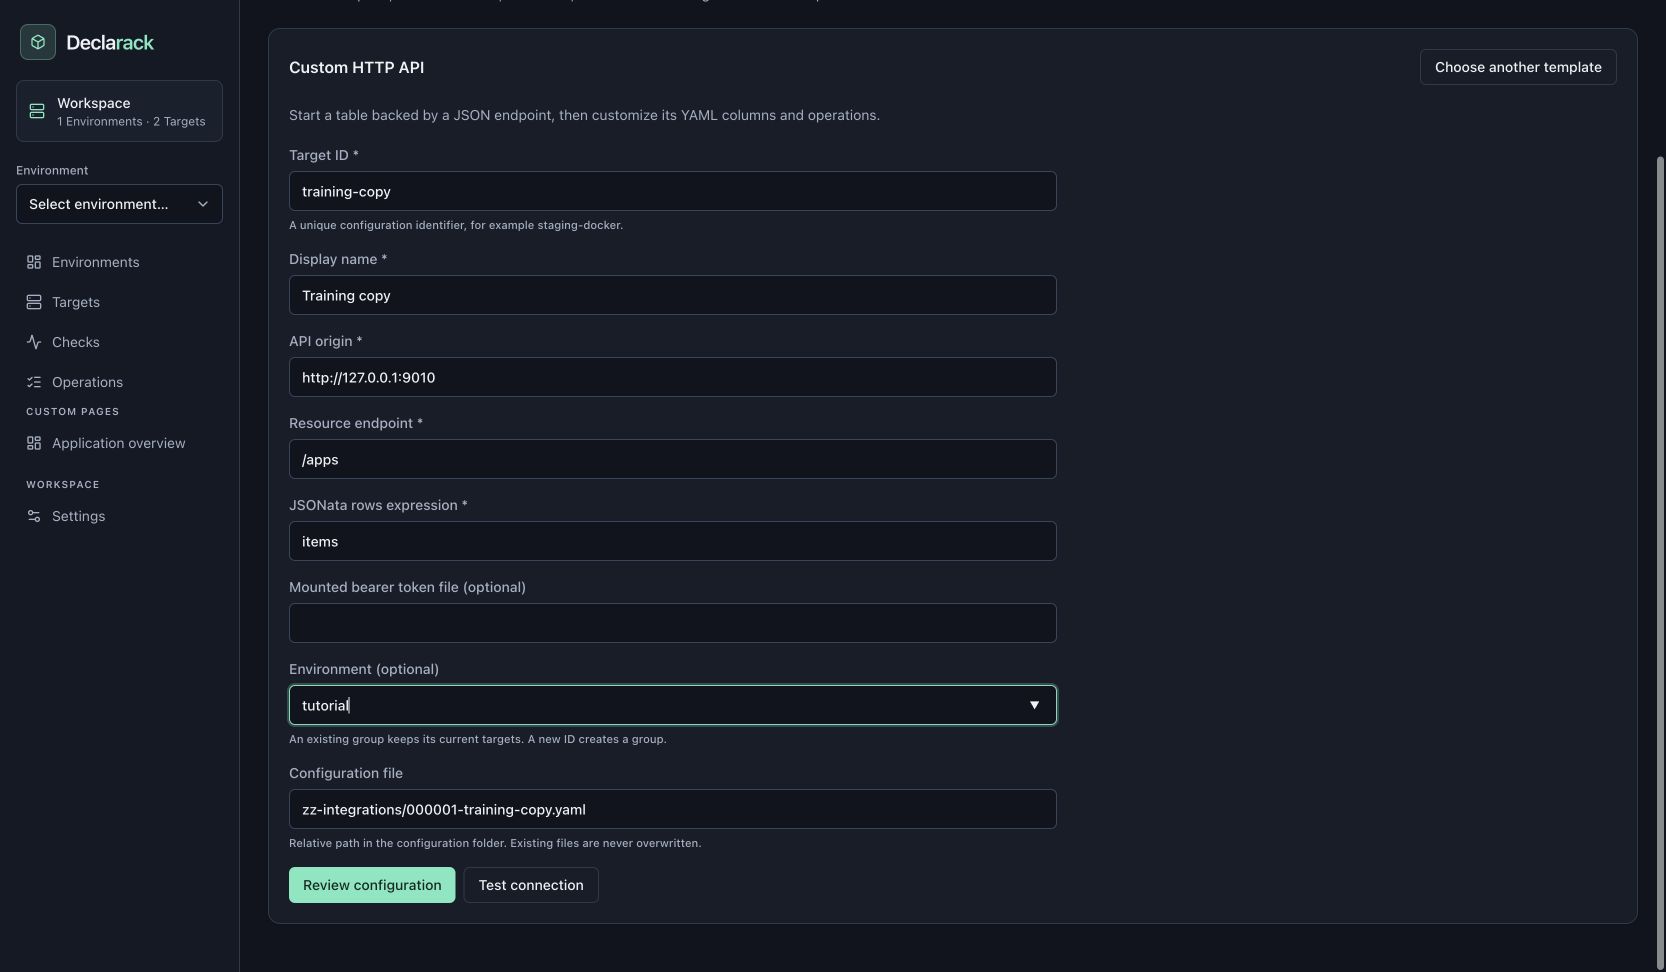 Declarack
Workspace
1 Environments · 2 Targets
Environment
Select environment...
Environments
Targets
Checks
Operations
CUSTOM PAGES
Application overview
WORKSPACE
Settings
Custom HTTP API
Choose another template
Start a table backed by a JSON endpoint, then customize its YAML columns and operations.
Target ID *
training-copy
A unique configuration identifier, for example staging-docker.
Display name *
Training copy
API origin *
http://127.0.0.1:9010
Resource endpoint *
/apps
JSONata rows expression *
items
Mounted bearer token file (optional)
Environment (optional)
tutorial
An existing group keeps its current targets. A new ID creates a group.
Configuration file
zz-integrations/000001-training-copy.yaml
Relative path in the configuration folder. Existing files are never overwritten.
Review configuration
Test connection